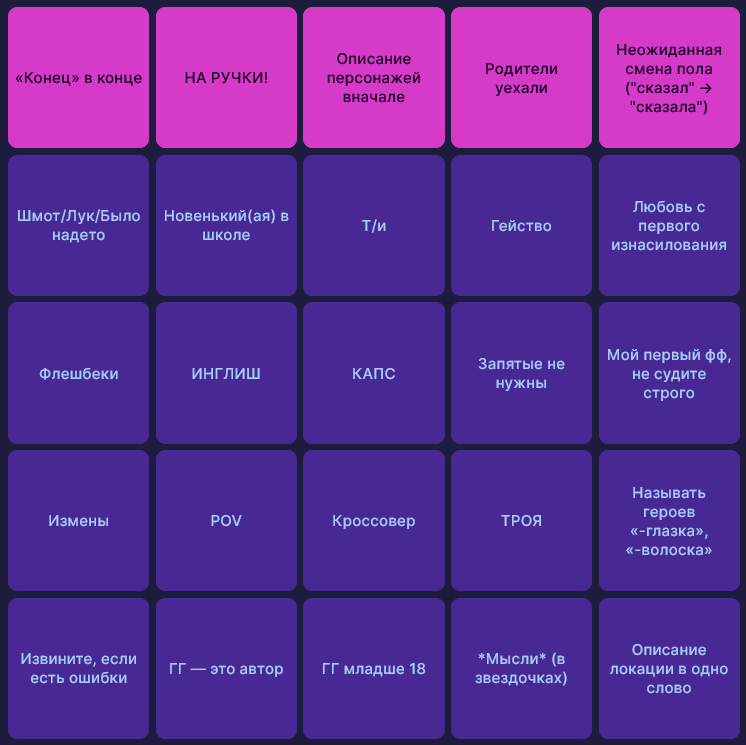 «Конец» в конце
НА РУЧКИ!
Описание
персонажей
вначале
Родители
уехали
Неожиданная
смена пола
("сказал" →
"сказала")
Шмот/Лук/Было
надето
Новенький(ая) в
школе
Т/и
Гейство
Любовь с
первого
изнасилования
Флешбеки
ИНГЛИШ
КАПС
Запятые не
нужны
Мой первый фф,
не судите
строго
Измены
POV
Кроссовер
ТРОЯ
Называть
героев
«-глазка»,
«-волоска»
Извините, если
есть ошибки
ГГ — это автор
ГГ младше 18
*Мысли* (в
звездочках)
Описание
локации в одно
слово